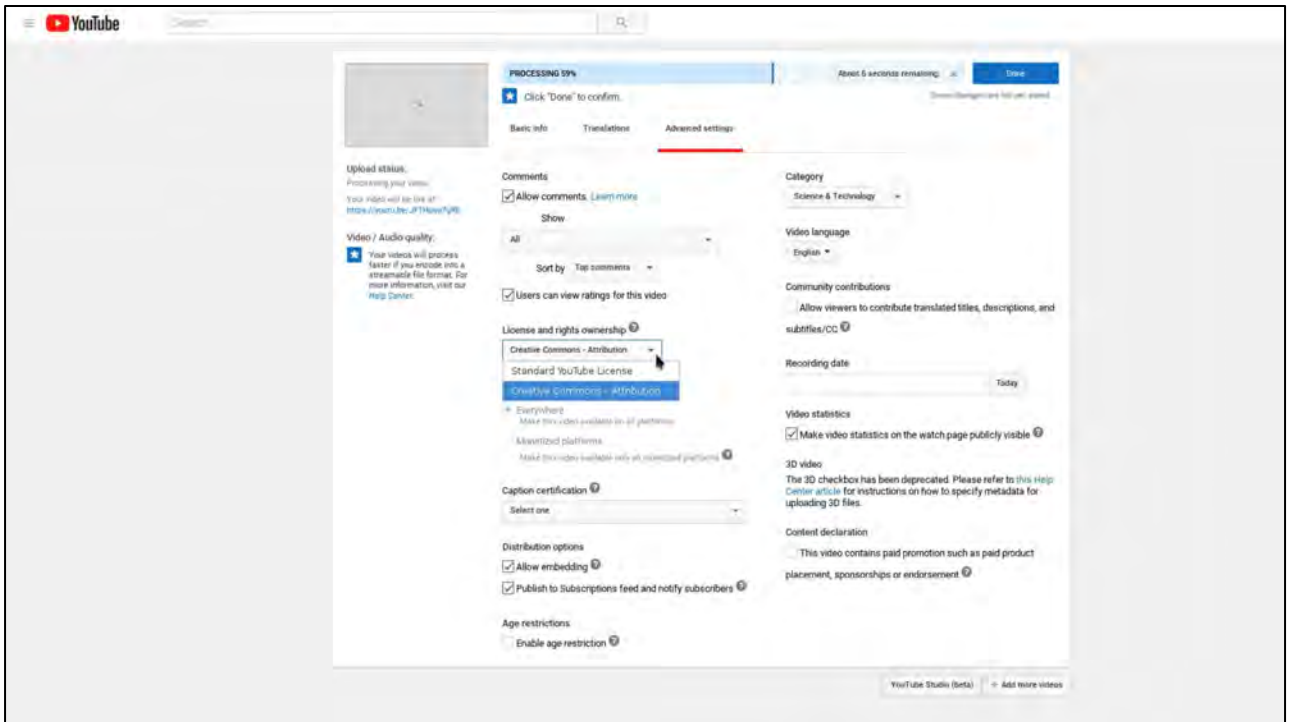 YouTube
Search
PROCESSING 59%
About 6 seconds remaining.
Done
Click "Done" to confirm.
Basic info
Translations
Advanced settings
Upload status:
Processing your video.
Your video will be live at:
Video / Audio quality:
Your videos will process
faster if you encode into a
streamable file format. For
more information, visit our
Help Center.
Comments
Allow comments. Learn more
Show
All
Sort by Top comments
Users can view ratings for this video
License and rights ownership
Creative Commons - Attribution
Standard YouTube License
Creative Commons - Attribution
Everywhere
Make this video available on all platforms
Monetized platforms
Make this video available only on monetized platforms
Caption certification
Select one
Distribution options
Allow embedding
Publish to Subscriptions feed and notify subscribers
Age restrictions
Enable age restriction
Category
Science & Technology
Video language
English
Community contributions
Allow viewers to contribute translated titles, descriptions, and
subtitles/CC
Recording date
Today
Video statistics
Make video statistics on the watch page publicly visible
3D video
The 3D checkbox has been deprecated. Please refer to this Help
Center article for instructions on how to specify metadata for
uploading 3D files.
Content declaration
This video contains paid promotion such as paid product
placement, sponsorships or endorsement
YouTube Studio (beta)
+ Add more videos